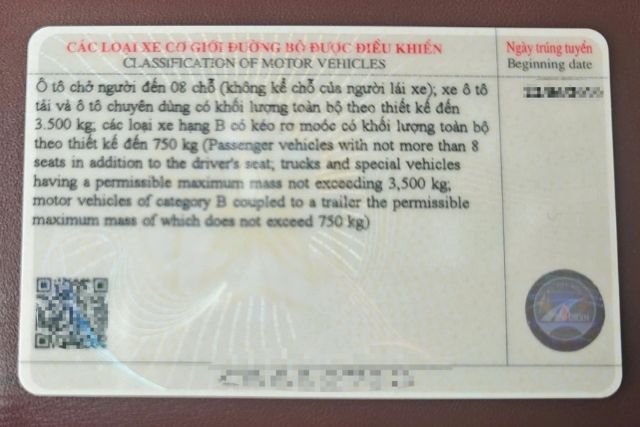 CÁC LOẠI XE CƠ GIỚI ĐƯỜNG BỘ ĐƯỢC ĐIỀU KHIỂN
CLASSIFICATION OF MOTOR VEHICLES
Ngày trúng tuyển
Beginning date
Ô tô chở người đến 08 chỗ (không kể chỗ của người lái xe); xe ô tô
tải và ô tô chuyên dùng có khối lượng toàn bộ theo thiết kế đến
3.500 kg; các loại xe hạng B có kéo rơ moóc có khối lượng toàn bộ
theo thiết kế đến 750 kg (Passenger vehicles with not more than 8
seats in addition to the driver's seat; trucks and special vehicles
having a permissible maximum mass not exceeding 3,500 kg;
motor vehicles of category B coupled to a trailer the permissible
maximum mass of which does not exceed 750 kg)